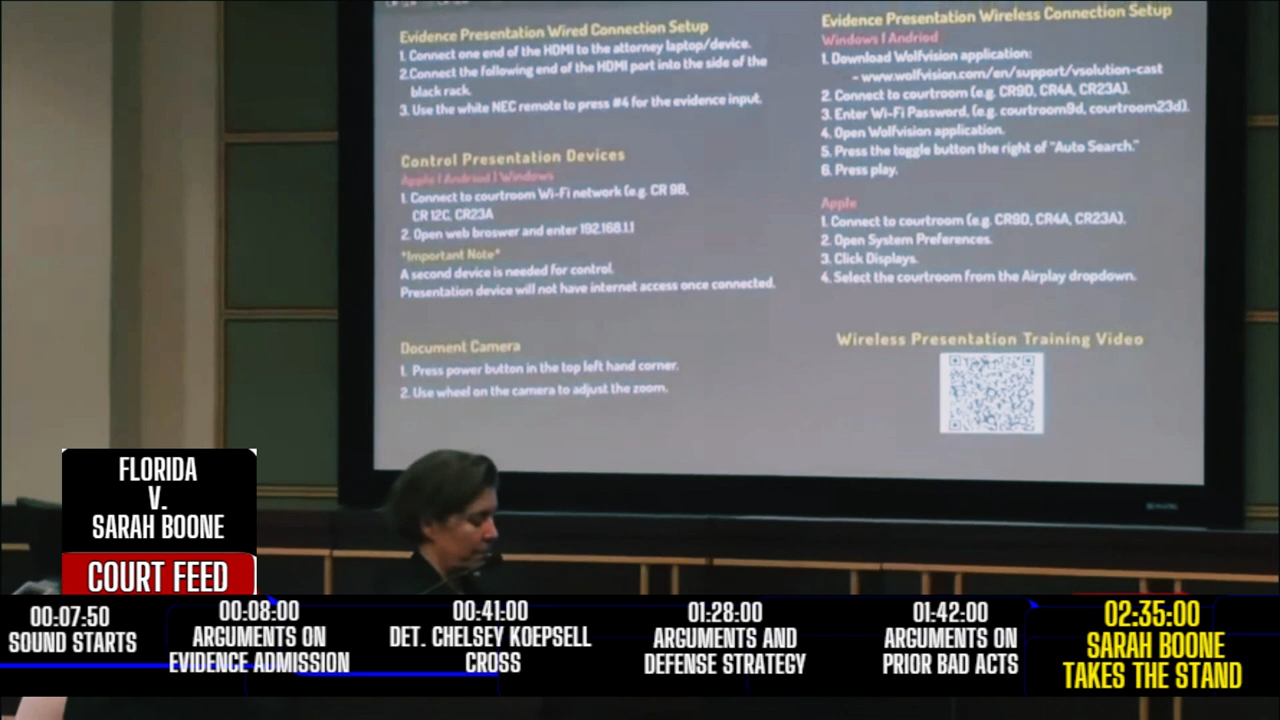 Evidence Presentation Wired Connection Setup
1. Connect one end of the HDMI to the attorney laptop/device.
2.Connect the following end of the HDMI port into the side of the
black rack.
3. Use the white NEC remote to press #4 for the evidence input.
Control Presentation Devices
Apple | Android | Windows
1. Connect to courtroom Wi-Fi network (e.g. CR 9B,
CR 12C, CR23A
2. Open web broswer and enter 192.168.1.1
*Important Note*
A second device is needed for control.
Presentation device will not have internet access once connected.
Document Camera
1. Press power button in the top left hand corner.
2. Use wheel on the camera to adjust the zoom.
Evidence Presentation Wireless Connection Setup
Windows | Andriod
1. Download Wolfvision application:
- www.wolfvision.com/en/support/vsolution-cast
2. Connect to courtroom (e.g. CR9D, CR4A, CR23A).
3. Enter Wi-Fi Password, (e.g. courtroom9d, courtroom23d).
4. Open Wolfvision application.
5. Press the toggle button the right of "Auto Search."
6. Press play.
Apple
1. Connect to courtroom (e.g. CR9D, CR4A, CR23A).
2. Open System Preferences.
3. Click Displays.
4. Select the courtroom from the Airplay dropdown.
Wireless Presentation Training Video
FLORIDA
V.
SARAH BOONE
COURT FEED
00:07:50
SOUND STARTS
00:08:00
ARGUMENTS ON
EVIDENCE ADMISSION
00:41:00
DET. CHELSEY KOEPSELL
CROSS
01:28:00
ARGUMENTS AND
DEFENSE STRATEGY
01:42:00
ARGUMENTS ON
PRIOR BAD ACTS
02:35:00
SARAH BOONE
TAKES THE STAND